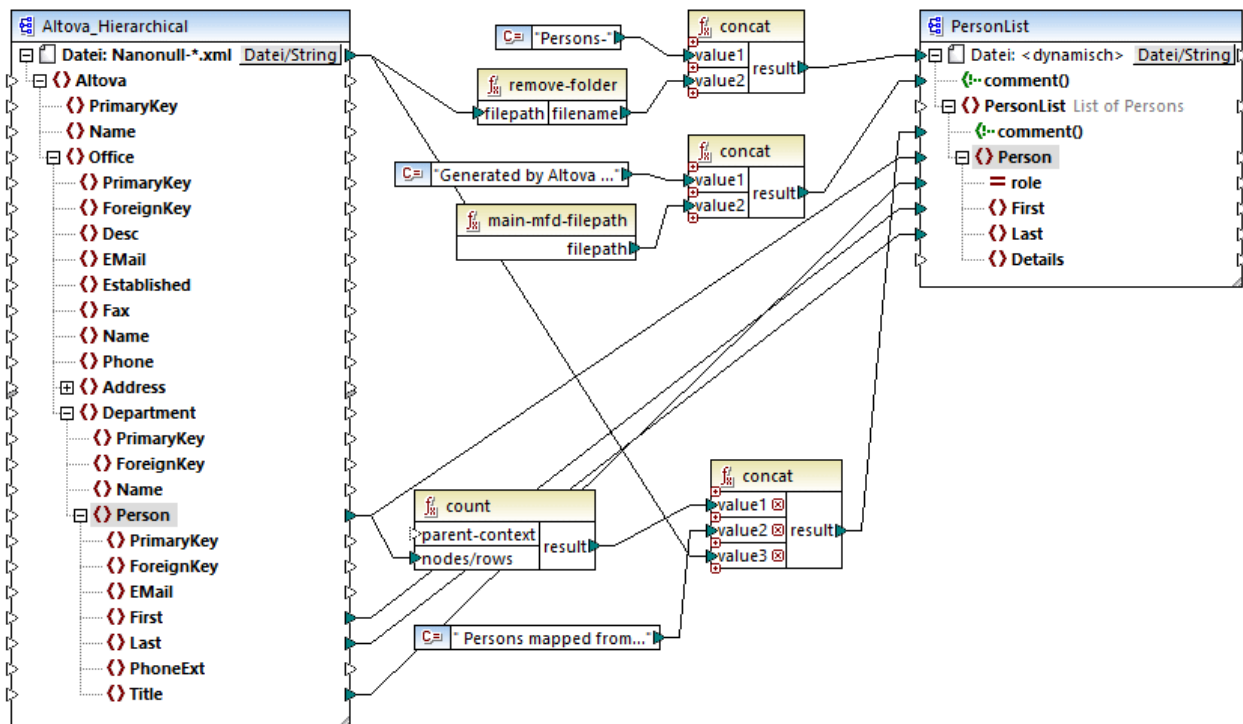 Altova_Hierarchical
Datei: Nanonull-*.xml Datei/String
Altova
PrimaryKey
Name
Office
PrimaryKey
ForeignKey
Desc
EMail
Established
Fax
Name
Phone
Address
Department
PrimaryKey
ForeignKey
Name
Person
PrimaryKey
ForeignKey
EMail
First
Last
PhoneExt
Title
C= "Persons-"
concat
value1
value2
result
remove-folder
filepath filename
C= "Generated by Altova ..."
concat
value1
value2
result
main-mfd-filepath
filepath
count
parent-context
nodes/rows
result
C= " Persons mapped from..."
concat
value1
value2
value3
result
PersonList
Datei: <dynamisch> Datei/String
comment()
PersonList List of Persons
comment()
Person
role
First
Last
Details